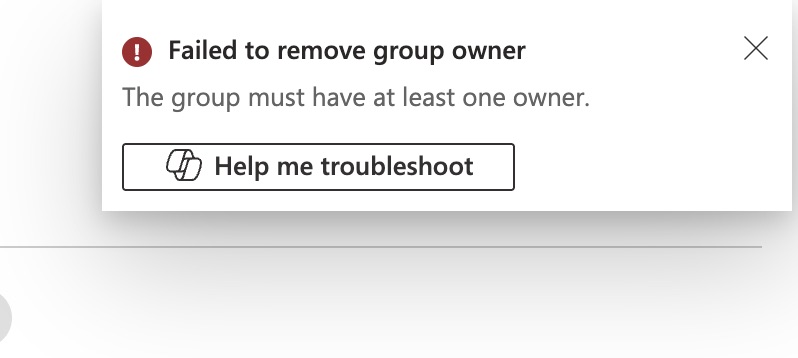 Failed to remove group owner
The group must have at least one owner.
Help me troubleshoot